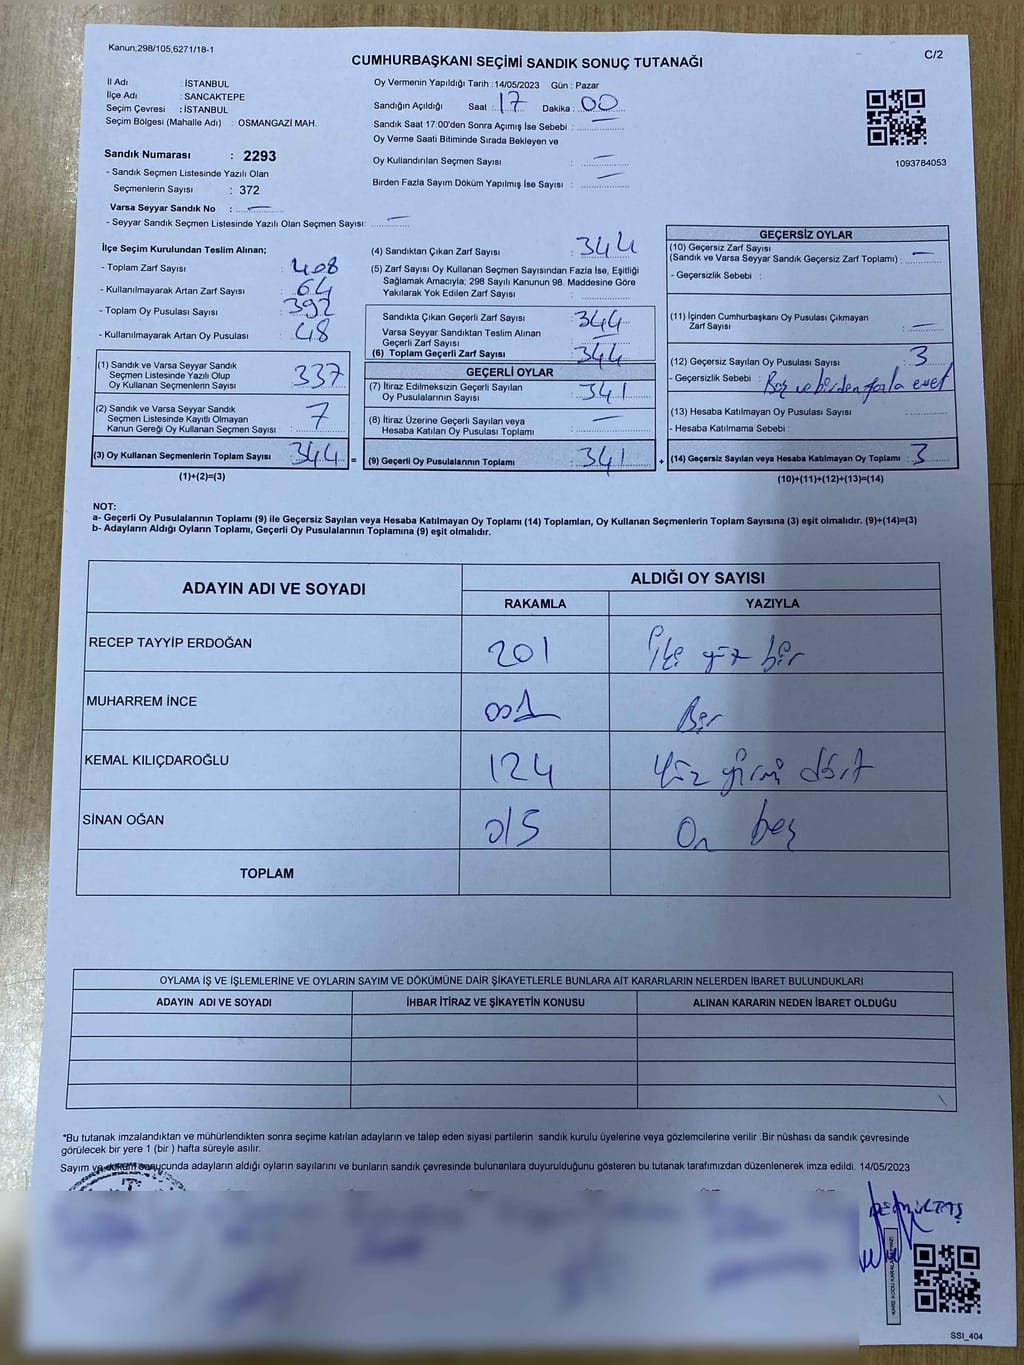 Kanun,298/105,6271/18-1
C/2
CUMHURBAŞKANI SEÇİMİ SANDIK SONUÇ TUTANAĞI
İl Adı : İSTANBUL
İlçe Adı : SANCAKTEPE
Seçim Çevresi : İSTANBUL
Seçim Bölgesi (Mahalle Adı) : OSMANGAZİ MAH.
Sandık Numarası : 2293
- Sandık Seçmen Listesinde Yazılı Olan
Seçmenlerin Sayısı : 372
Varsa Seyyar Sandık No : —
- Seyyar Sandık Seçmen Listesinde Yazılı Olan Seçmen Sayısı: —
Oy Vermenin Yapıldığı Tarih : 14/05/2023 Gün : Pazar
Sandığın Açıldığı Saat : 17 Dakika : 00
Sandık Saat 17:00'den Sonra Açımış İse Sebebi : —
Oy Verme Saati Bitiminde Sırada Bekleyen ve
Oy Kullandırılan Seçmen Sayısı : —
Birden Fazla Sayım Döküm Yapılmış İse Sayısı : —
1093784053
İlçe Seçim Kurulundan Teslim Alınan;
- Toplam Zarf Sayısı : 408
- Kullanılmayarak Artan Zarf Sayısı : 64
- Toplam Oy Pusulası Sayısı : 392
- Kullanılmayarak Artan Oy Pusulası : 48
(1) Sandık ve Varsa Seyyar Sandık
Seçmen Listesinde Yazılı Olup
Oy Kullanan Seçmenlerin Sayısı : 337
(2) Sandık ve Varsa Seyyar Sandık
Seçmen Listesinde Kayıtlı Olmayan
Kanun Gereği Oy Kullanan Seçmen Sayısı : 7
(3) Oy Kullanan Seçmenlerin Toplam Sayısı : 344
(1)+(2)=(3)
=
(4) Sandıktan Çıkan Zarf Sayısı : 344
(5) Zarf Sayısı Oy Kullanan Seçmen Sayısından Fazla İse, Eşitliği
Sağlamak Amacıyla; 298 Sayılı Kanunun 98. Maddesine Göre
Yakılarak Yok Edilen Zarf Sayısı :
Sandıkta Çıkan Geçerli Zarf Sayısı : 344
Varsa Seyyar Sandıktan Teslim Alınan
Geçerli Zarf Sayısı : —
(6) Toplam Geçerli Zarf Sayısı : 344
GEÇERLİ OYLAR
(7) İtiraz Edilmeksizin Geçerli Sayılan
Oy Pusulalarının Sayısı : 341
(8) İtiraz Üzerine Geçerli Sayılan veya
Hesaba Katılan Oy Pusulası Toplamı : —
(9) Geçerli Oy Pusulalarının Toplamı : 341
+
GEÇERSİZ OYLAR
(10) Geçersiz Zarf Sayısı
(Sandık ve Varsa Seyyar Sandık Geçersiz Zarf Toplamı) : —
- Geçersizlik Sebebi :
(11) İçinden Cumhurbaşkanı Oy Pusulası Çıkmayan
Zarf Sayısı : —
(12) Geçersiz Sayılan Oy Pusulası Sayısı : 3
- Geçersizlik Sebebi : Boş ve birden fazla evet
(13) Hesaba Katılmayan Oy Pusulası Sayısı :
- Hesaba Katılmama Sebebi :
(14) Geçersiz Sayılan veya Hesaba Katılmayan Oy Toplamı : 3
(10)+(11)+(12)+(13)=(14)
NOT:
a- Geçerli Oy Pusulalarının Toplamı (9) ile Geçersiz Sayılan veya Hesaba Katılmayan Oy Toplamı (14) Toplamları, Oy Kullanan Seçmenlerin Toplam Sayısına (3) eşit olmalıdır. (9)+(14)=(3)
b- Adayların Aldığı Oyların Toplamı, Geçerli Oy Pusulalarının Toplamına (9) eşit olmalıdır.
ADAYIN ADI VE SOYADI ALDIĞI OY SAYISI
RAKAMLA YAZIYLA
RECEP TAYYİP ERDOĞAN 201 İki yüz bir
MUHARREM İNCE 001 Bir
KEMAL KILIÇDAROĞLU 124 Yüz yirmi dört
SİNAN OĞAN 015 On beş
TOPLAM
OYLAMA İŞ VE İŞLEMLERİNE VE OYLARIN SAYIM VE DÖKÜMÜNE DAİR ŞİKAYETLERLE BUNLARA AİT KARARLARIN NELERDEN İBARET BULUNDUKLARI
ADAYIN ADI VE SOYADI İHBAR İTİRAZ VE ŞİKAYETİN KONUSU ALINAN KARARIN NEDEN İBARET OLDUĞU
*Bu tutanak imzalandıktan ve mühürlendikten sonra seçime katılan adayların ve talep eden siyasi partilerin sandık kurulu üyelerine veya gözlemcilerine verilir .Bir nüshası da sandık çevresinde
görülecek bir yere 1 (bir ) hafta süreyle asılır.
Sayım ve döküm sonucunda adayların aldığı oyların sayılarını ve bunların sandık çevresinde bulunanlara duyurulduğunu gösteren bu tutanak tarafımızdan düzenlenerek imza edildi. 14/05/2023
SSI_404